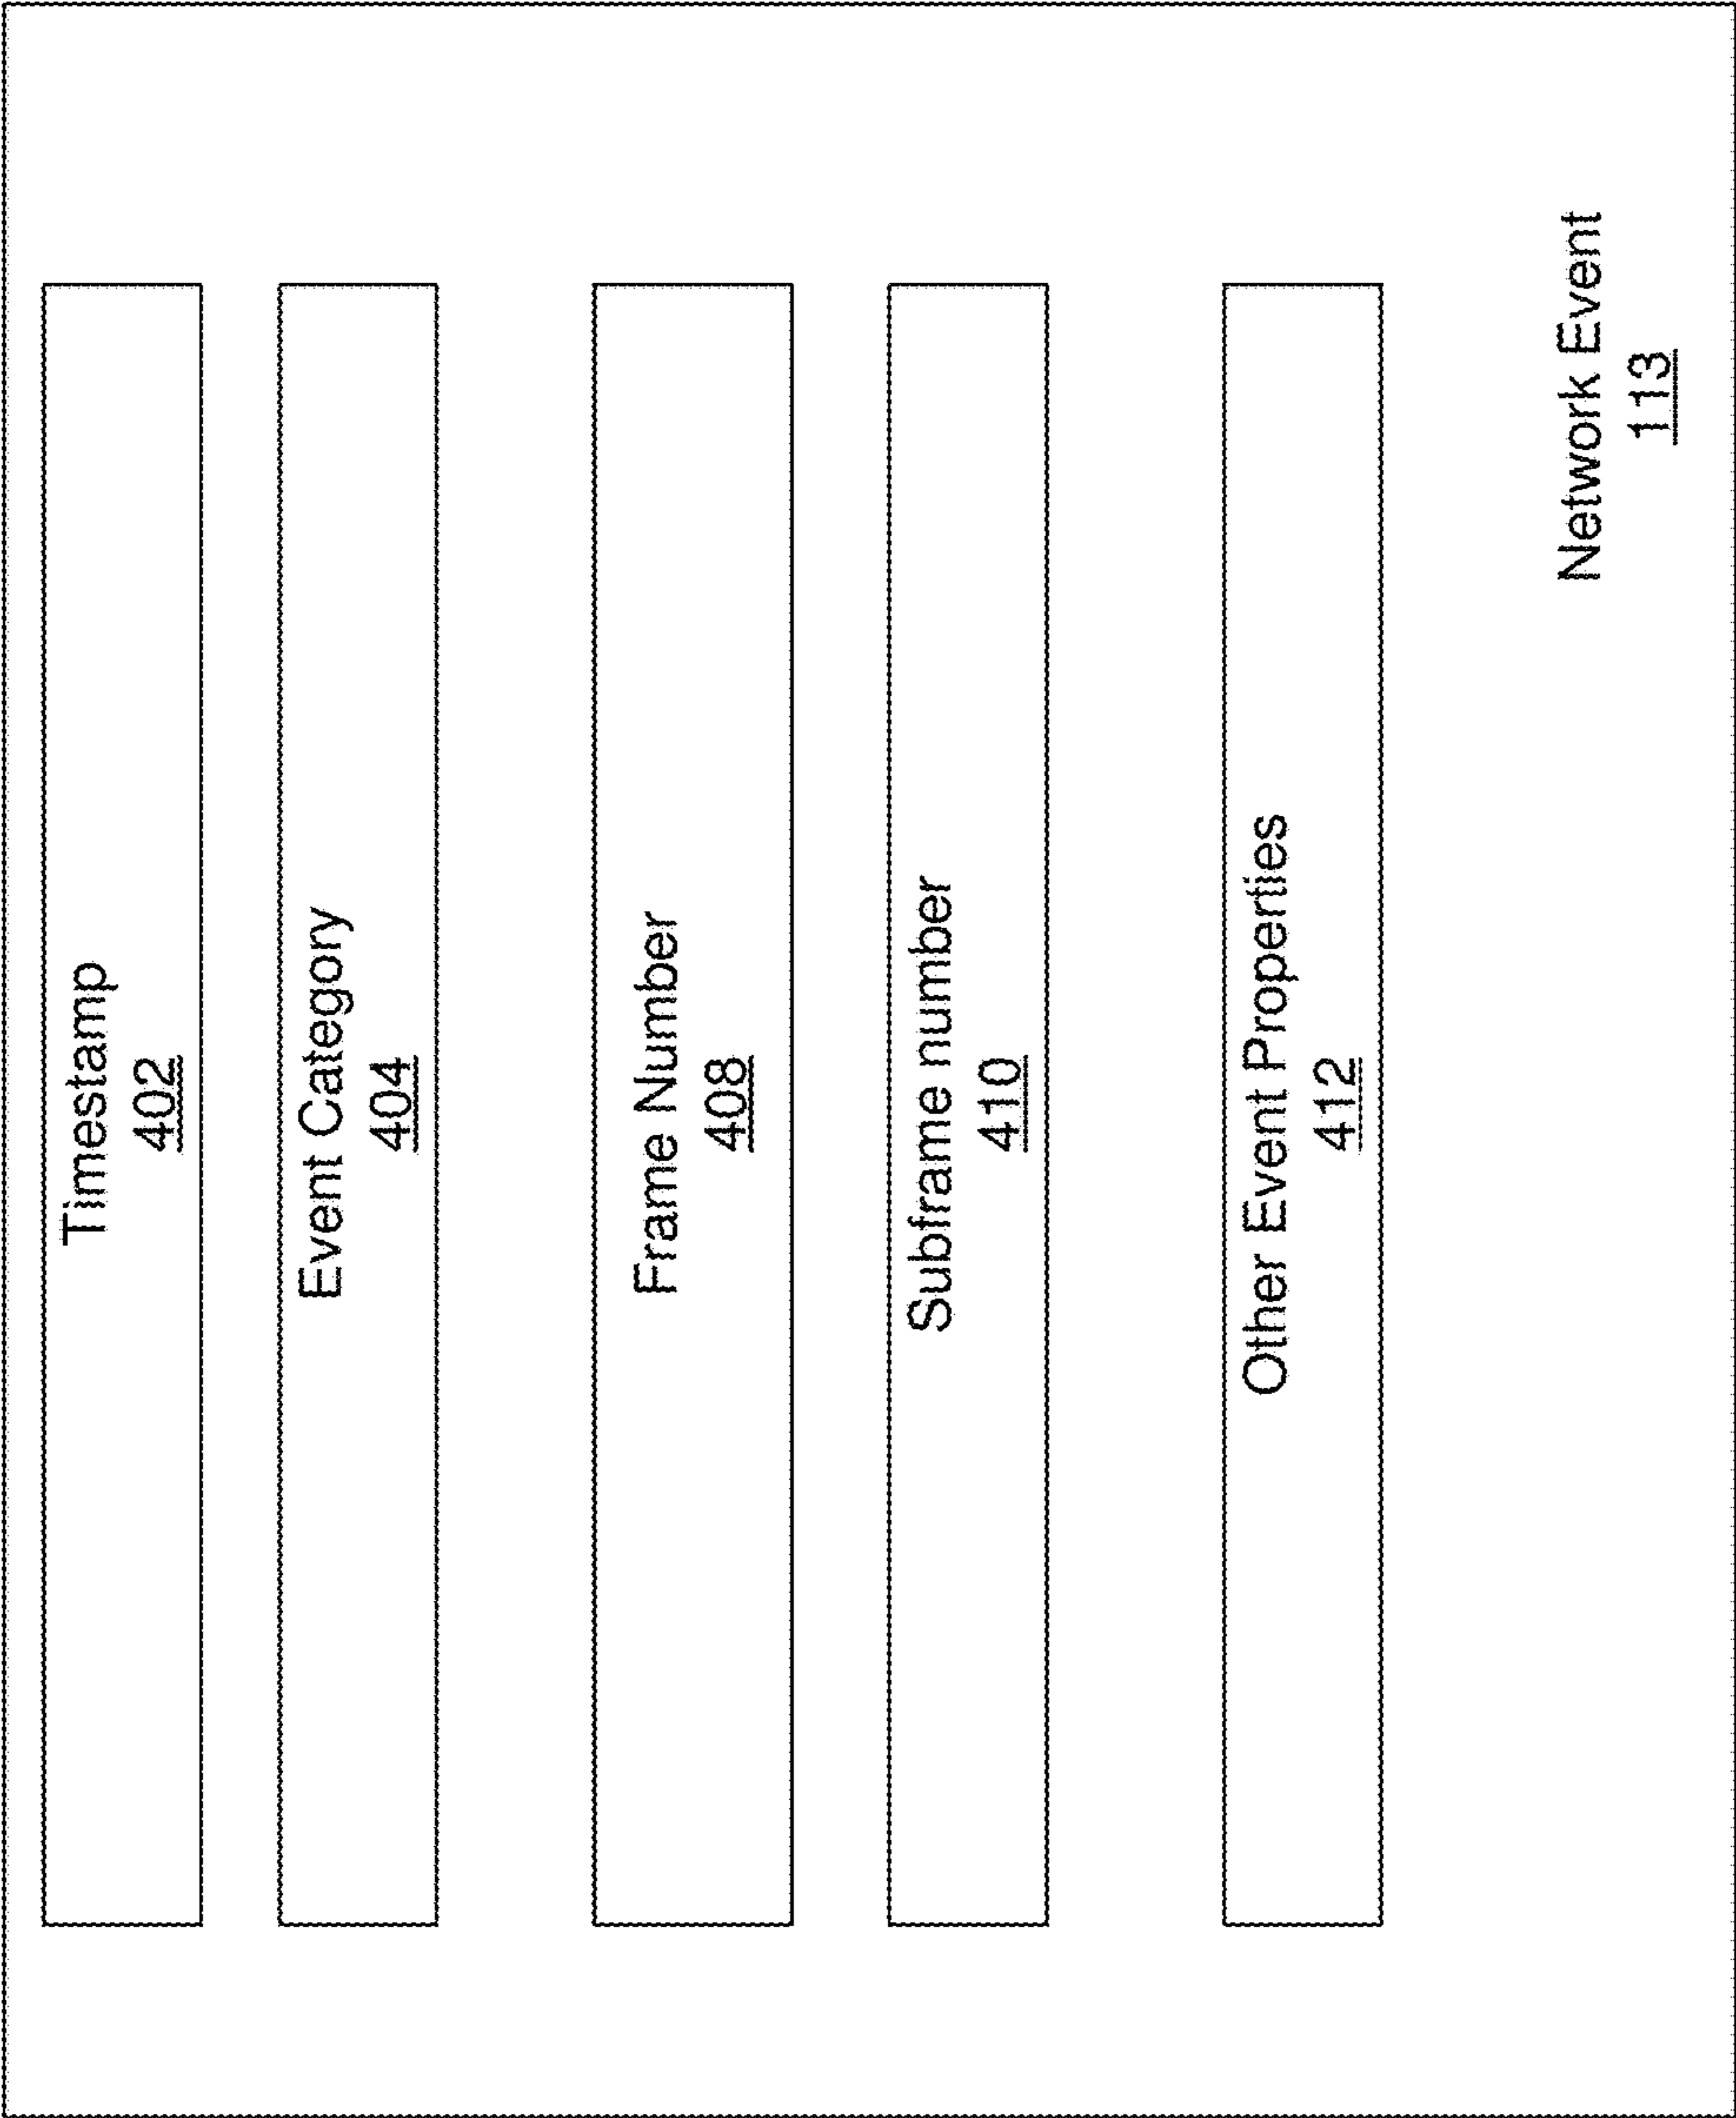 Timestamp
402
Event Category
404
Frame Number
408
Subframe number
410
Other Event Properties
412
Network Event
113